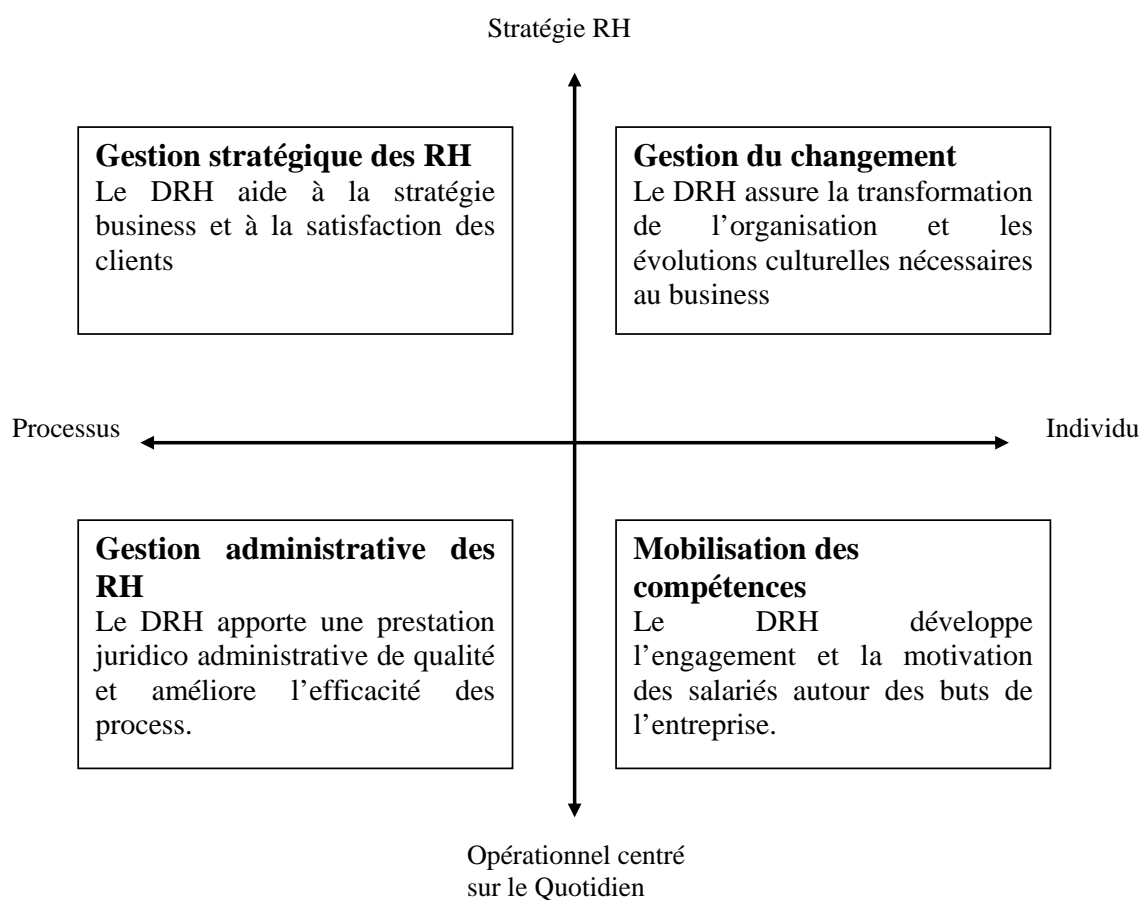 Stratégie RH
Gestion stratégique des RH
Le DRH aide à la stratégie
business et à la satisfaction des
clients
Gestion du changement
Le DRH assure la transformation
de l’organisation et les
évolutions culturelles nécessaires
au business
Processus
Individu
Gestion administrative des
RH
Le DRH apporte une prestation
juridico administrative de qualité
et améliore l’efficacité des
process.
Mobilisation des
compétences
Le DRH développe
l’engagement et la motivation
des salariés autour des buts de
l’entreprise.
Opérationnel centré
sur le Quotidien